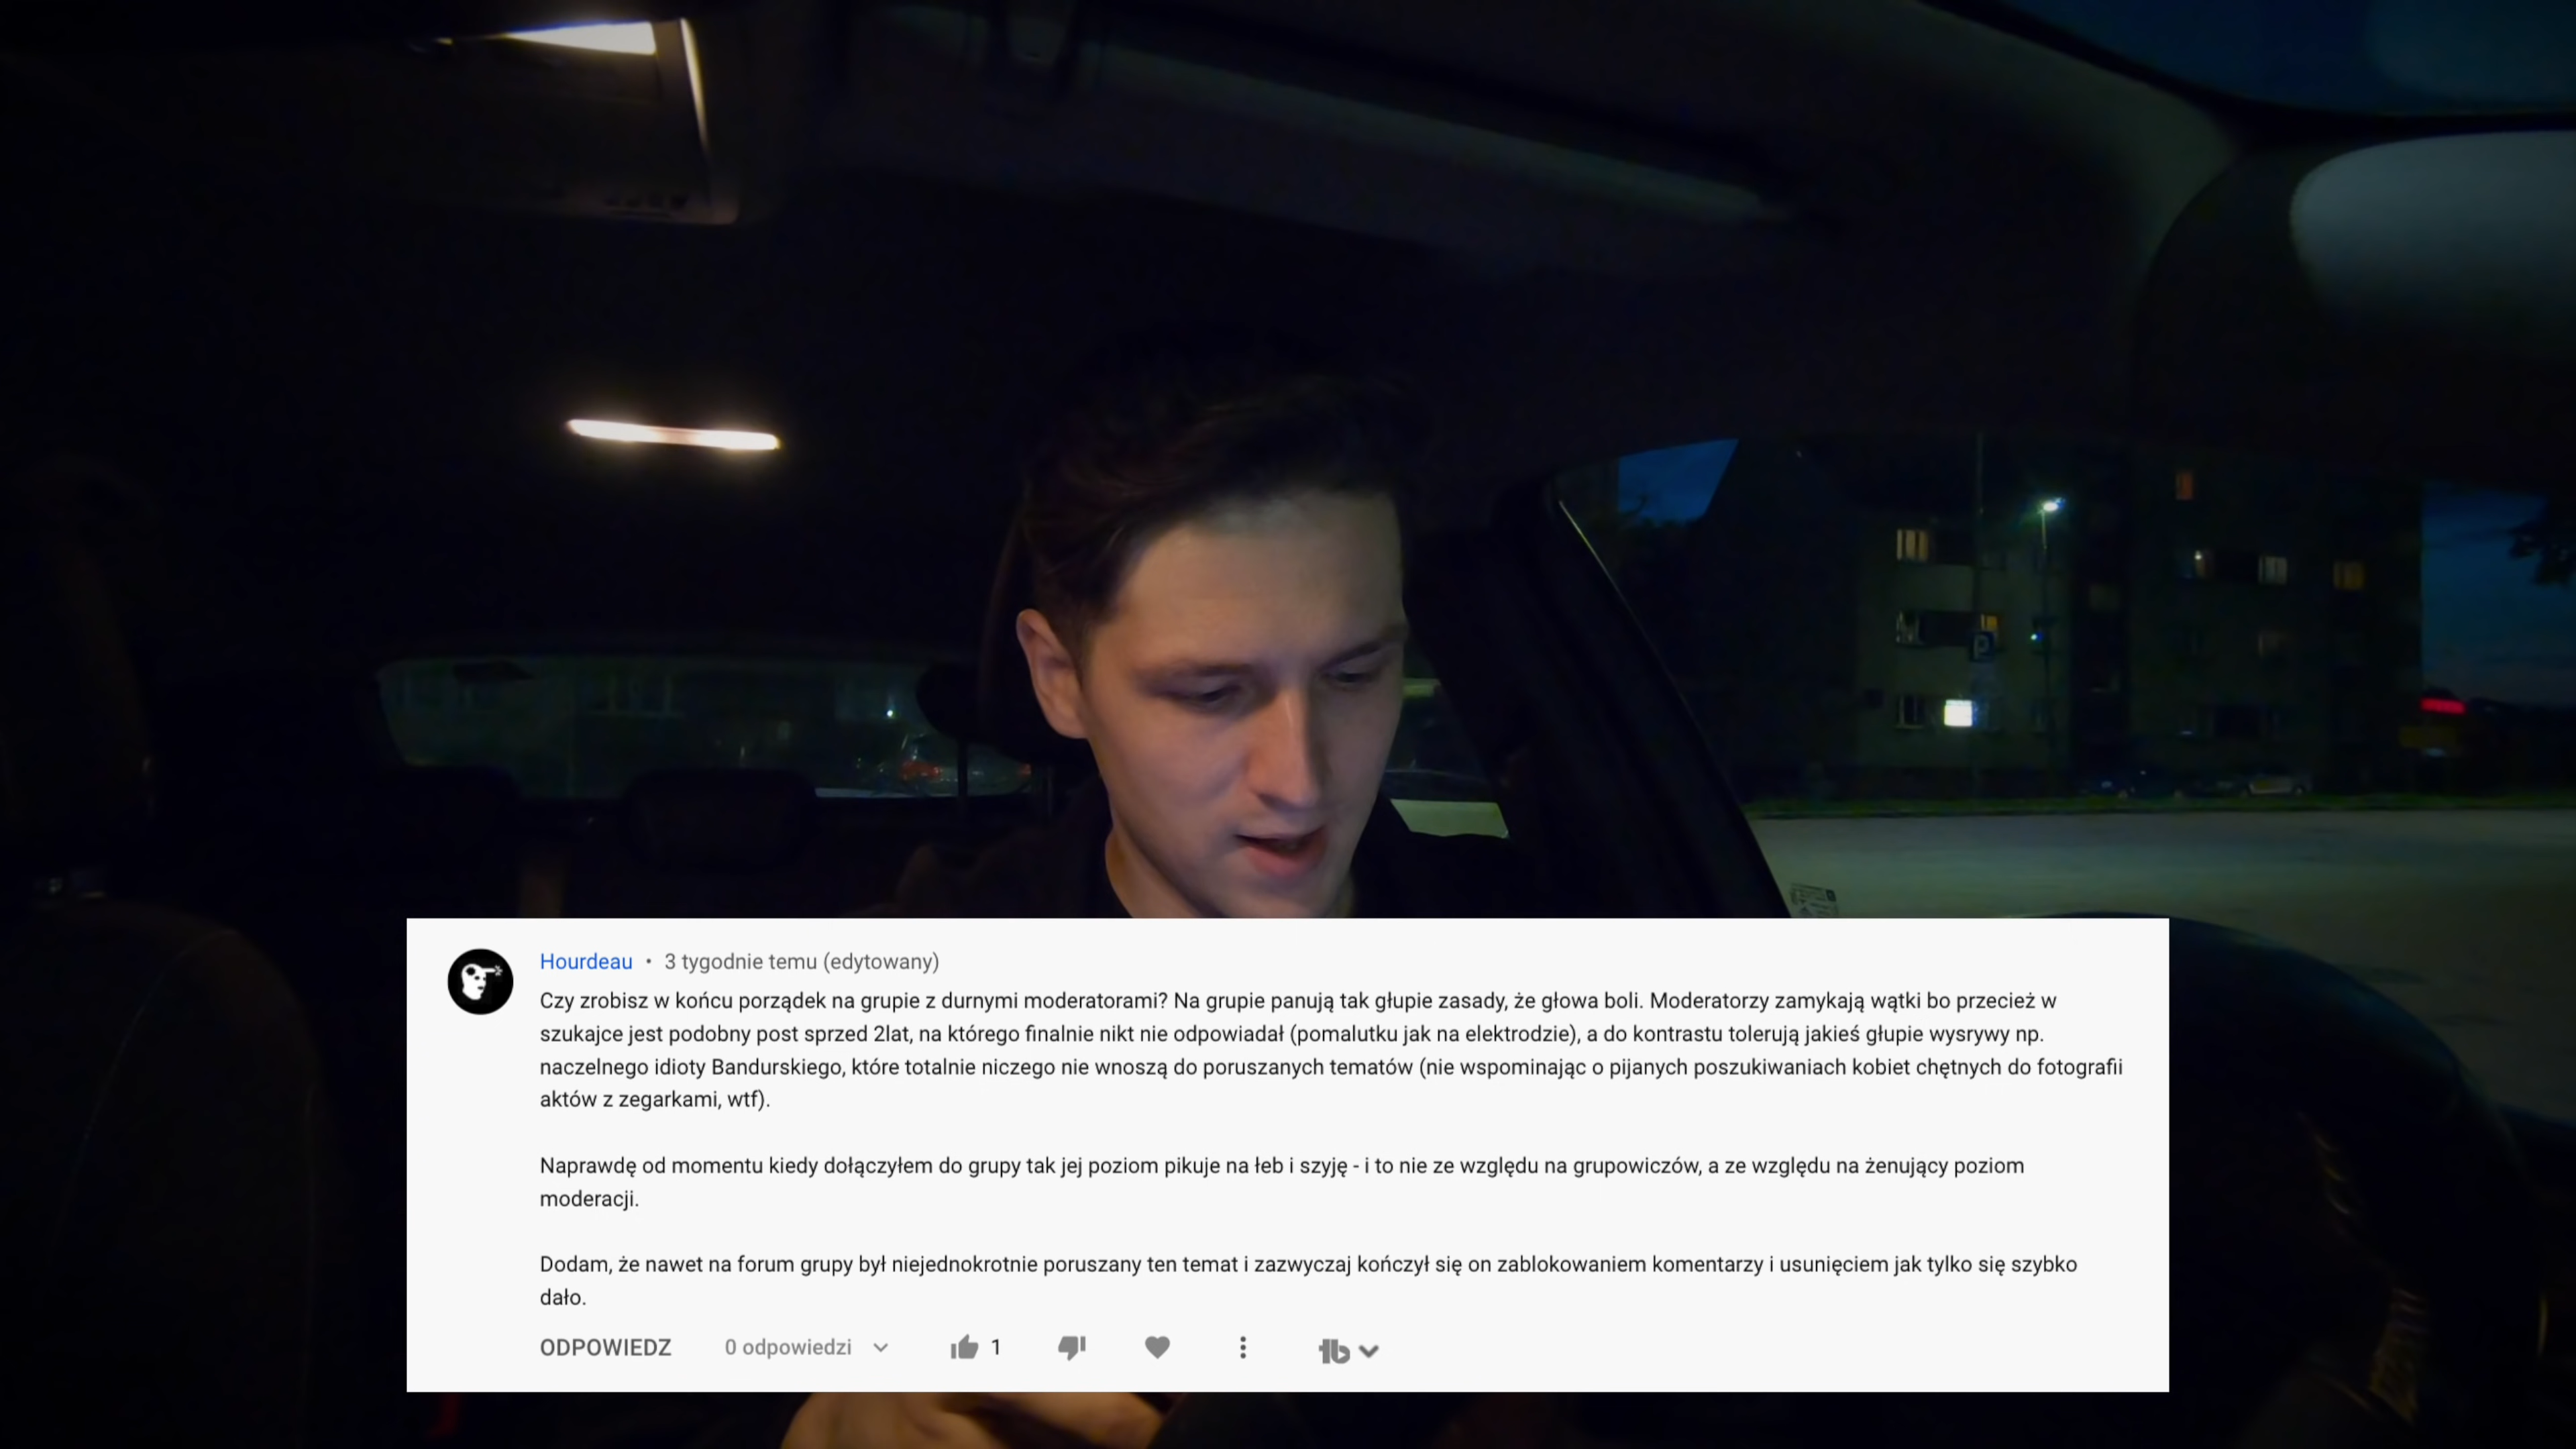 Hourdeau • 3 tygodnie temu (edytowany)
Czy zrobisz w końcu porządek na grupie z durnymi moderatorami? Na grupie panują tak głupie zasady, że głowa boli. Moderatorzy zamykają wątki bo przecież w
szukajce jest podobny post sprzed 2lat, na którego finalnie nikt nie odpowiadał (pomalutku jak na elektrodzie), a do kontrastu tolerują jakieś głupie wysrywy np.
naczelnego idioty Bandurskiego, które totalnie niczego nie wnoszą do poruszanych tematów (nie wspominając o pijanych poszukiwaniach kobiet chętnych do fotografii
aktów z zegarkami, wtf).
Naprawdę od momentu kiedy dołączyłem do grupy tak jej poziom pikuje na łeb i szyję - i to nie ze względu na grupowiczów, a ze względu na żenujący poziom
moderacji.
Dodam, że nawet na forum grupy był niejednokrotnie poruszany ten temat i zazwyczaj kończył się on zablokowaniem komentarzy i usunięciem jak tylko się szybko
dało.
ODPOWIEDZ 0 odpowiedzi 1 tb
P